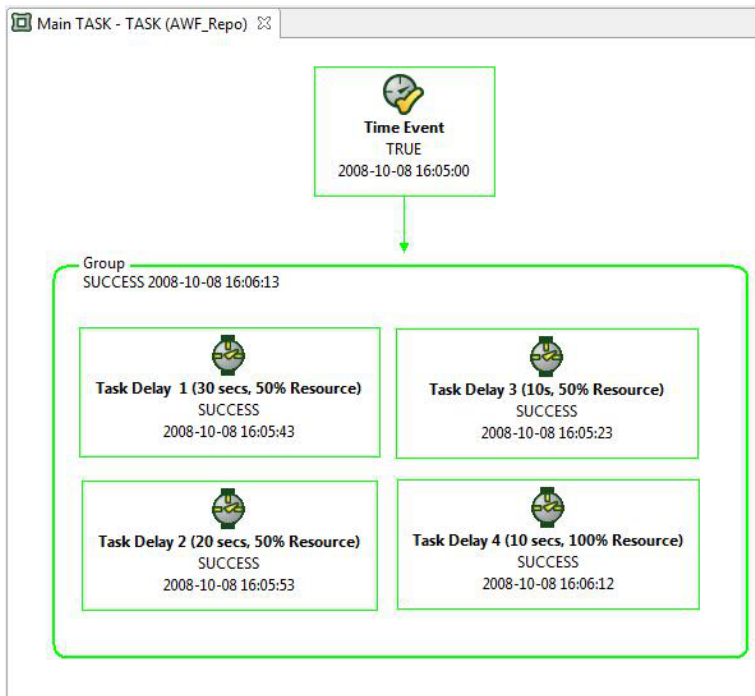 Main TASK - TASK (AWF_Repo)
Time Event
TRUE
2008-10-08 16:05:00
Group
SUCCESS 2008-10-08 16:06:13
Task Delay  1 (30 secs, 50% Resource)
SUCCESS
2008-10-08 16:05:43
Task Delay 3 (10s, 50% Resource)
SUCCESS
2008-10-08 16:05:23
Task Delay 2 (20 secs, 50% Resource)
SUCCESS
2008-10-08 16:05:53
Task Delay 4 (10 secs, 100% Resource)
SUCCESS
2008-10-08 16:06:12